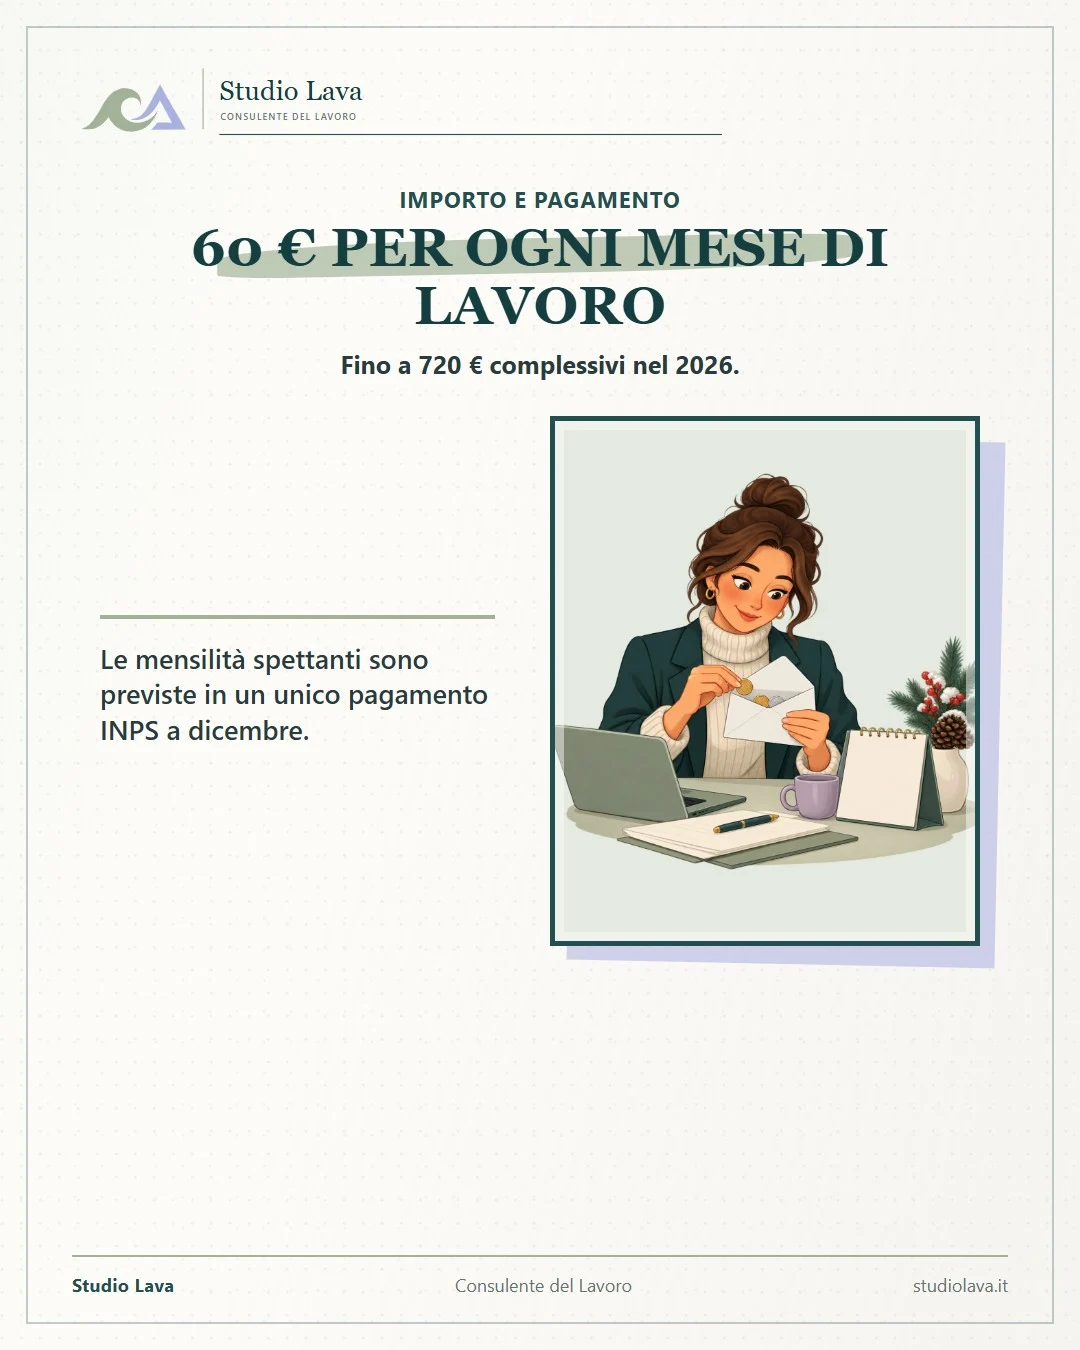 Studio Lava
CONSULENTE DEL LAVORO
IMPORTO E PAGAMENTO
60 € PER OGNI MESE DI
LAVORO
Fino a 720 € complessivi nel 2026.
Le mensilità spettanti sono
previste in un unico pagamento
INPS a dicembre.
Studio Lava
Consulente del Lavoro
studiolava.it